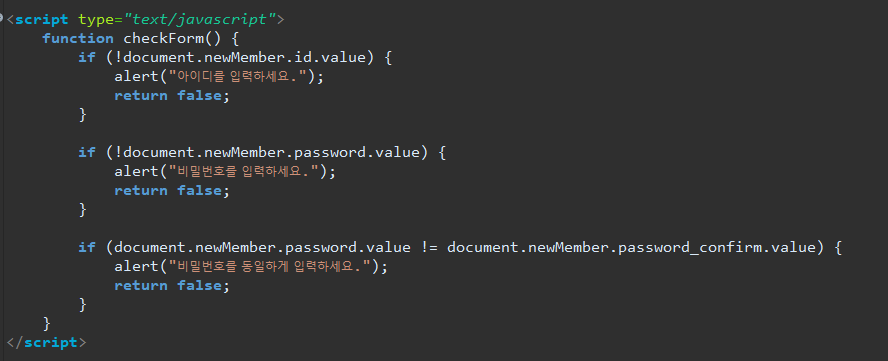 <script type="text/javascript">
    function checkForm() {
        if (!document.newMember.id.value) {
            alert("아이디를 입력하세요.");
            return false;
        }

        if (!document.newMember.password.value) {
            alert("비밀번호를 입력하세요.");
            return false;
        }

        if (document.newMember.password.value != document.newMember.password_confirm.value) {
            alert("비밀번호를 동일하게 입력하세요.");
            return false;
        }
    }
</script>